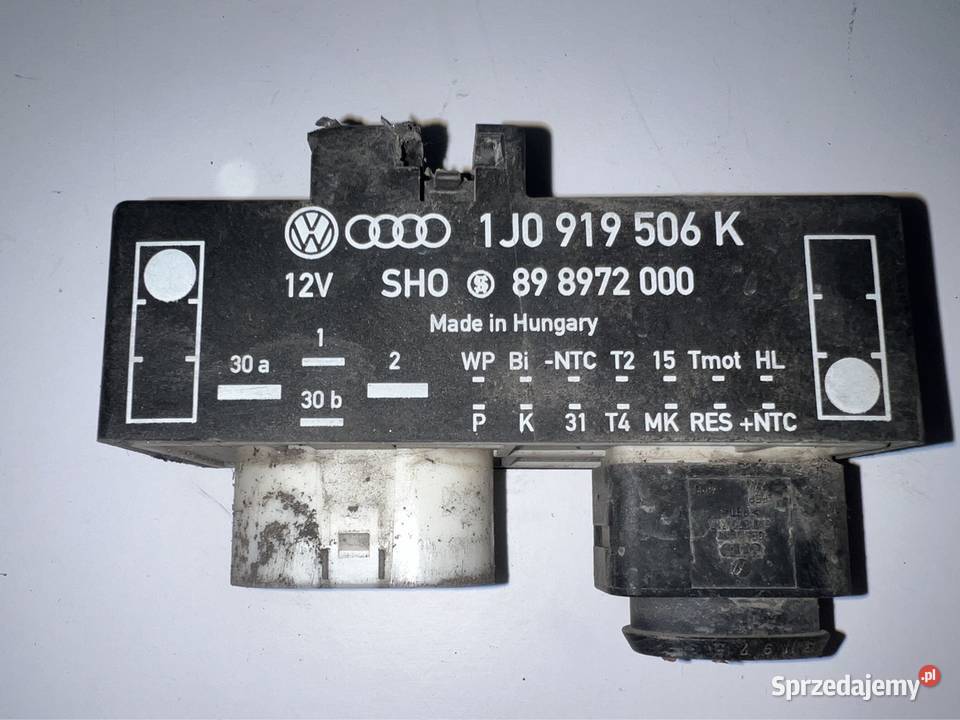 1J0 919 506 K
12V SHO 89 8972 000
Made in Hungary
1
30 a 2
30 b
WP Bi -NTC T2 15 Tmot HL
P K 31 T4 MK RES +NTC
Sprzedajemy.pl